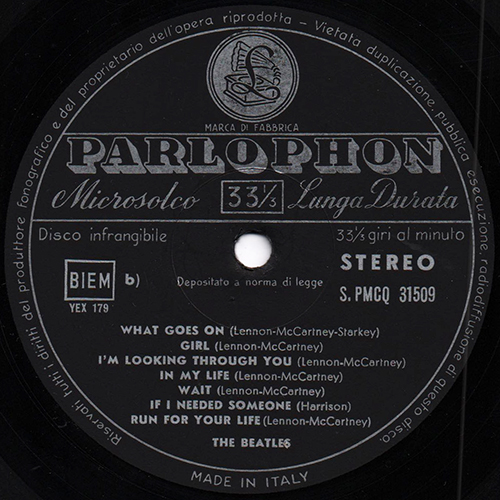 Riservati tutti i diritti del produttore fonografico e del proprietario dell'opera riprodotta - Vietata duplicazione, pubblica esecuzione, radiodiffusione di questo disco.
MARCA DI FABBRICA
PARLOPHON
Microsolco 33⅓ Lunga Durata
Disco infrangibile 33⅓ giri al minuto
BIEM b) Depositato a norma di legge STEREO
YEX 179 S. PMCQ 31509
WHAT GOES ON (Lennon-McCartney-Starkey)
GIRL (Lennon-McCartney)
I'M LOOKING THROUGH YOU (Lennon-McCartney)
IN MY LIFE (Lennon-McCartney)
WAIT (Lennon-McCartney)
IF I NEEDED SOMEONE (Harrison)
RUN FOR YOUR LIFE (Lennon-McCartney)
THE BEATLES
MADE IN ITALY